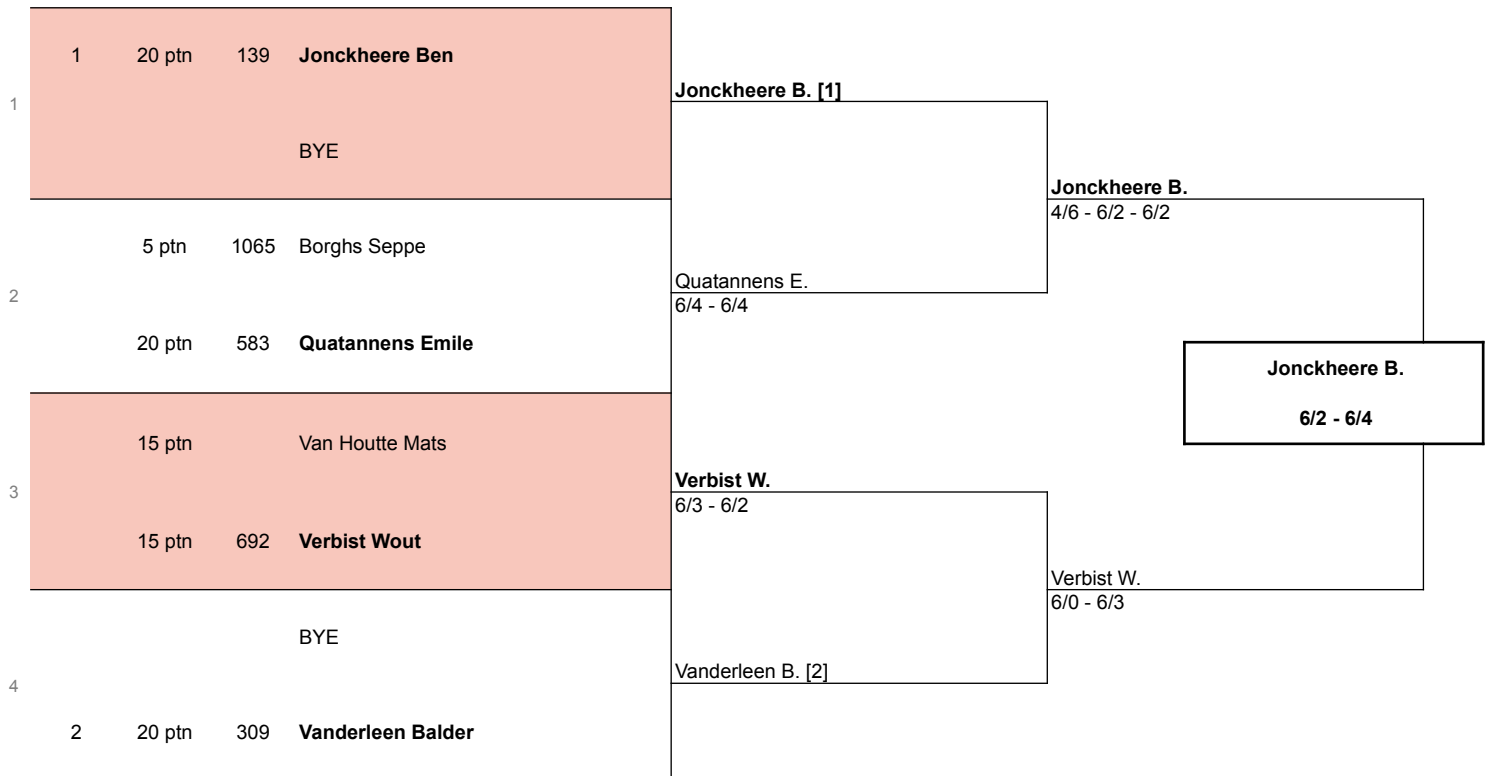 1 20 ptn 139 Jonckheere Ben
Jonckheere B. [1]
1
BYE
Jonckheere B.
4/6 - 6/2 - 6/2
5 ptn 1065 Borghs Seppe
Quatannens E.
2
6/4 - 6/4
20 ptn 583 Quatannens Emile
Jonckheere B.
6/2 - 6/4
15 ptn Van Houtte Mats
Verbist W.
3
6/3 - 6/2
15 ptn 692 Verbist Wout
Verbist W.
6/0 - 6/3
BYE
Vanderleen B. [2]
4
2 20 ptn 309 Vanderleen Balder